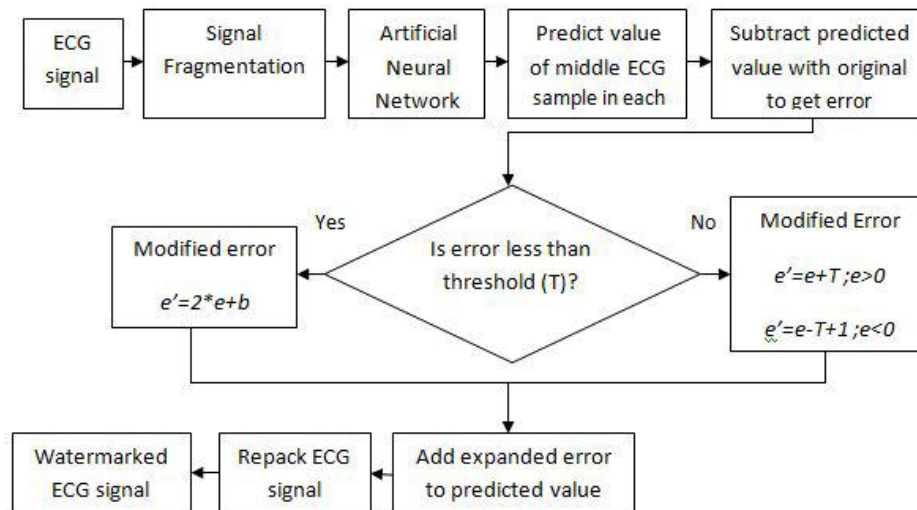 ECG
signal
Signal
Fragmentation
Artificial
Neural
Network
Predict value
of middle ECG
sample in each
Subtract predicted
value with original
to get error
Yes
Modified error
e’=2*e+b
Is error less than
threshold (T)?
No
Modified Error
e’=e+T;e>0
e’=e-T+1;e<0
Watermarked
ECG signal
Repack ECG
signal
Add expanded error
to predicted value